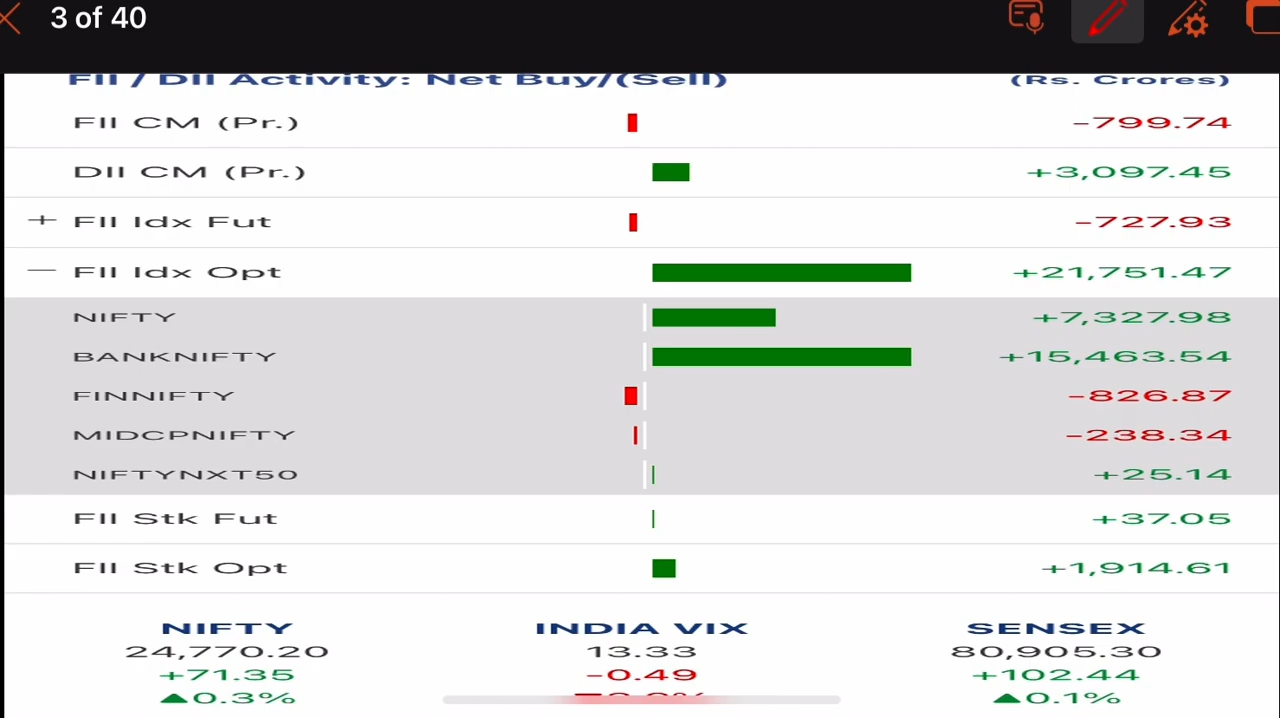 3 of 40
FII / DII Activity: Net Buy/(Sell) (Rs. Crores)
FII CM (Pr.) -799.74
DII CM (Pr.) +3,097.45
+ FII Idx Fut -727.93
— FII Idx Opt +21,751.47
NIFTY +7,327.98
BANKNIFTY +15,463.54
FINNIFTY -826.87
MIDCPNIFTY -238.34
NIFTYNXT50 +25.14
FII Stk Fut +37.05
FII Stk Opt +1,914.61
NIFTY INDIA VIX SENSEX
24,770.20 13.33 80,905.30
+71.35 -0.49 +102.44
▲0.3% ▲0.1%